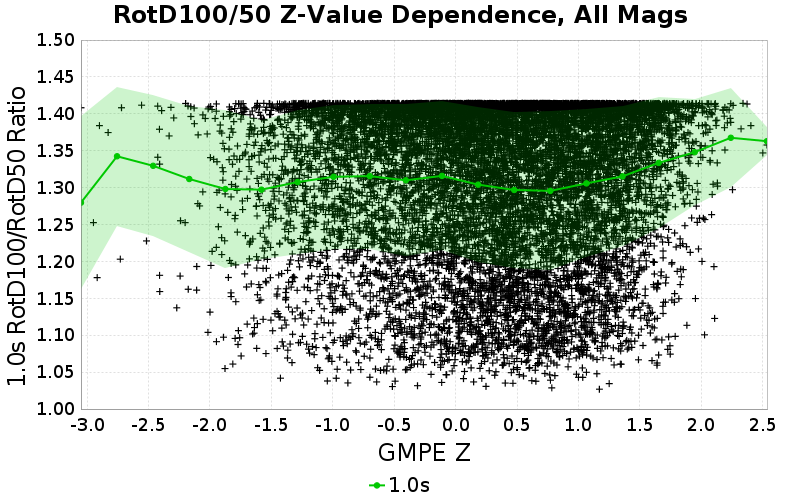 RotD100/50 Z-Value Dependence, All Mags
1.0s RotD100/RotD50 Ratio
1.50
1.45
1.40
1.35
1.30
1.25
1.20
1.15
1.10
1.05
1.00
-3.0 -2.5 -2.0 -1.5 -1.0 -0.5 0.0 0.5 1.0 1.5 2.0 2.5
GMPE Z
1.0s